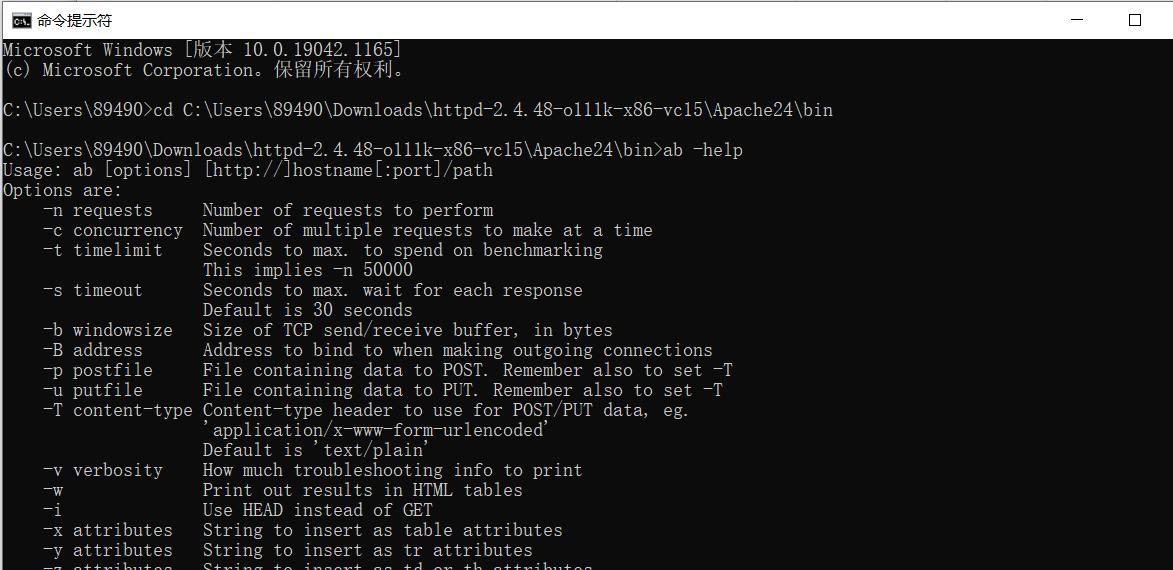 命令提示符
Microsoft Windows [版本 10.0.19042.1165]
(c) Microsoft Corporation。保留所有权利。
C:\Users\89490>cd C:\Users\89490\Downloads\httpd-2.4.48-o111k-x86-vc15\Apache24\bin
C:\Users\89490\Downloads\httpd-2.4.48-o111k-x86-vc15\Apache24\bin>ab -help
Usage: ab [options] [http://]hostname[:port]/path
Options are:
    -n requests     Number of requests to perform
    -c concurrency  Number of multiple requests to make at a time
    -t timelimit    Seconds to max. to spend on benchmarking
                    This implies -n 50000
    -s timeout      Seconds to max. wait for each response
                    Default is 30 seconds
    -b windowsize   Size of TCP send/receive buffer, in bytes
    -B address      Address to bind to when making outgoing connections
    -p postfile     File containing data to POST. Remember also to set -T
    -u putfile      File containing data to PUT. Remember also to set -T
    -T content-type Content-type header to use for POST/PUT data, eg.
                    'application/x-www-form-urlencoded'
                    Default is 'text/plain'
    -v verbosity    How much troubleshooting info to print
    -w              Print out results in HTML tables
    -i              Use HEAD instead of GET
    -x attributes   String to insert as table attributes
    -y attributes   String to insert as tr attributes
    -z attributes   String to insert as td or th attributes